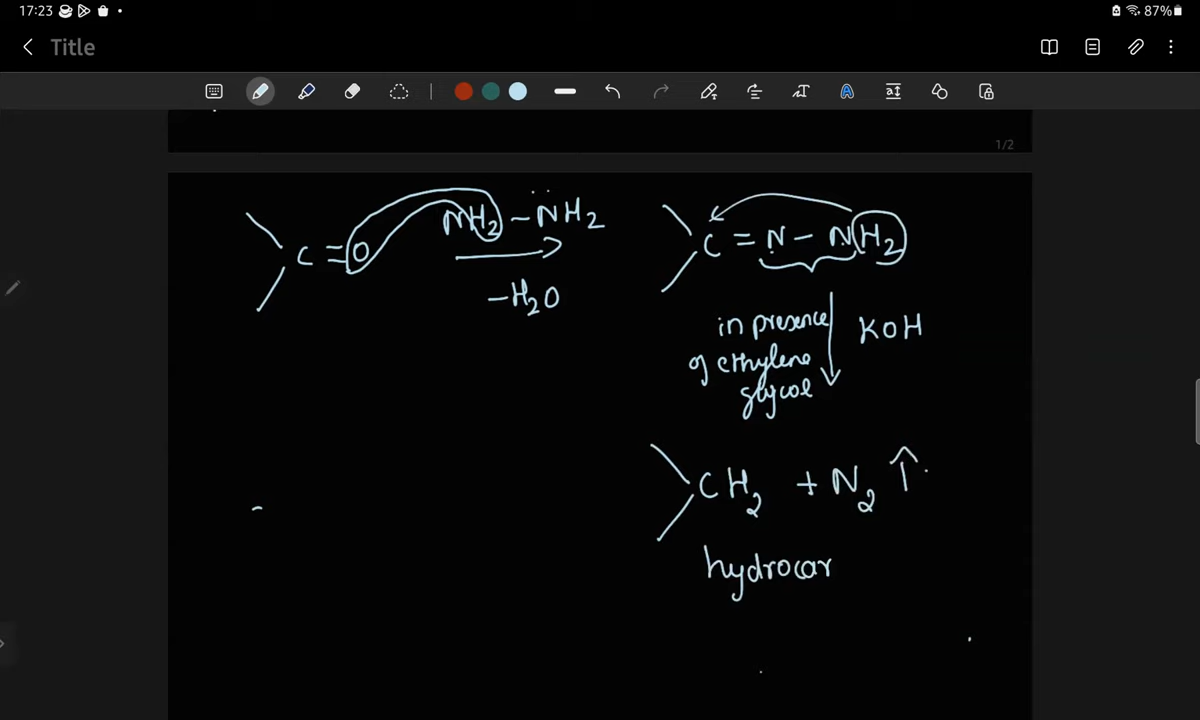 17:23 87%
Title
1/2
C=O NH2-NH2 C=N-NH2
-H2O
in presence KOH
of ethylene
glycol
CH2 + N2 ↑
hydrocar